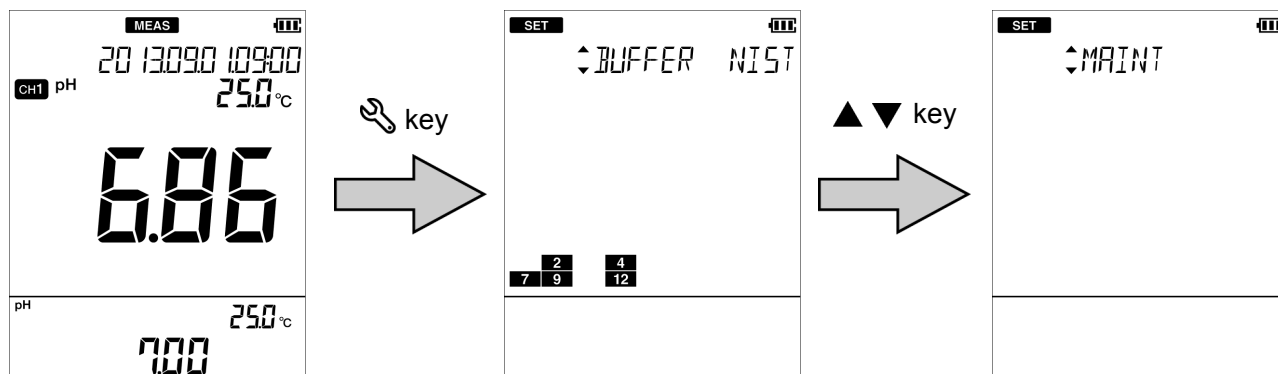 MEAS
2013.09.01.09:00
CH1 pH
25.0 °C
6.86
pH
25.0 °C
7.00
key
SET
BUFFER NIST
2 4
7 9 12
▲ ▼ key
SET
MAINT